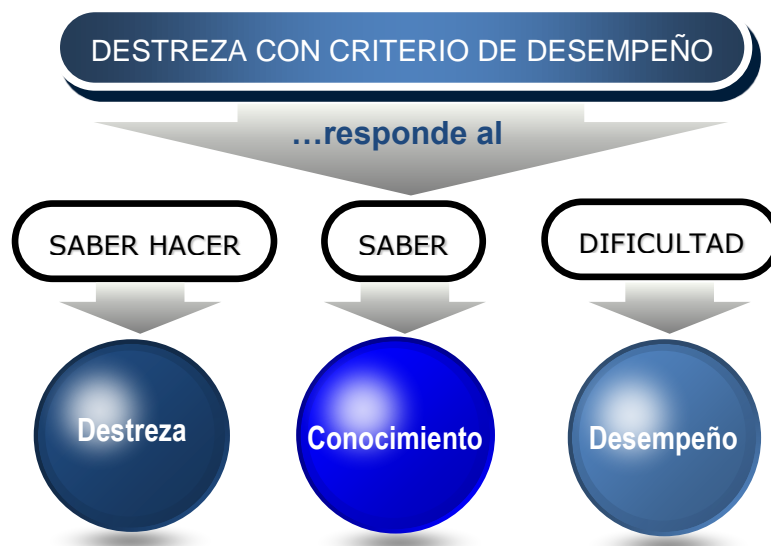 DESTREZA CON CRITERIO DE DESEMPEÑO
...responde al
SABER HACER
SABER
DIFICULTAD
Destreza
Conocimiento
Desempeño